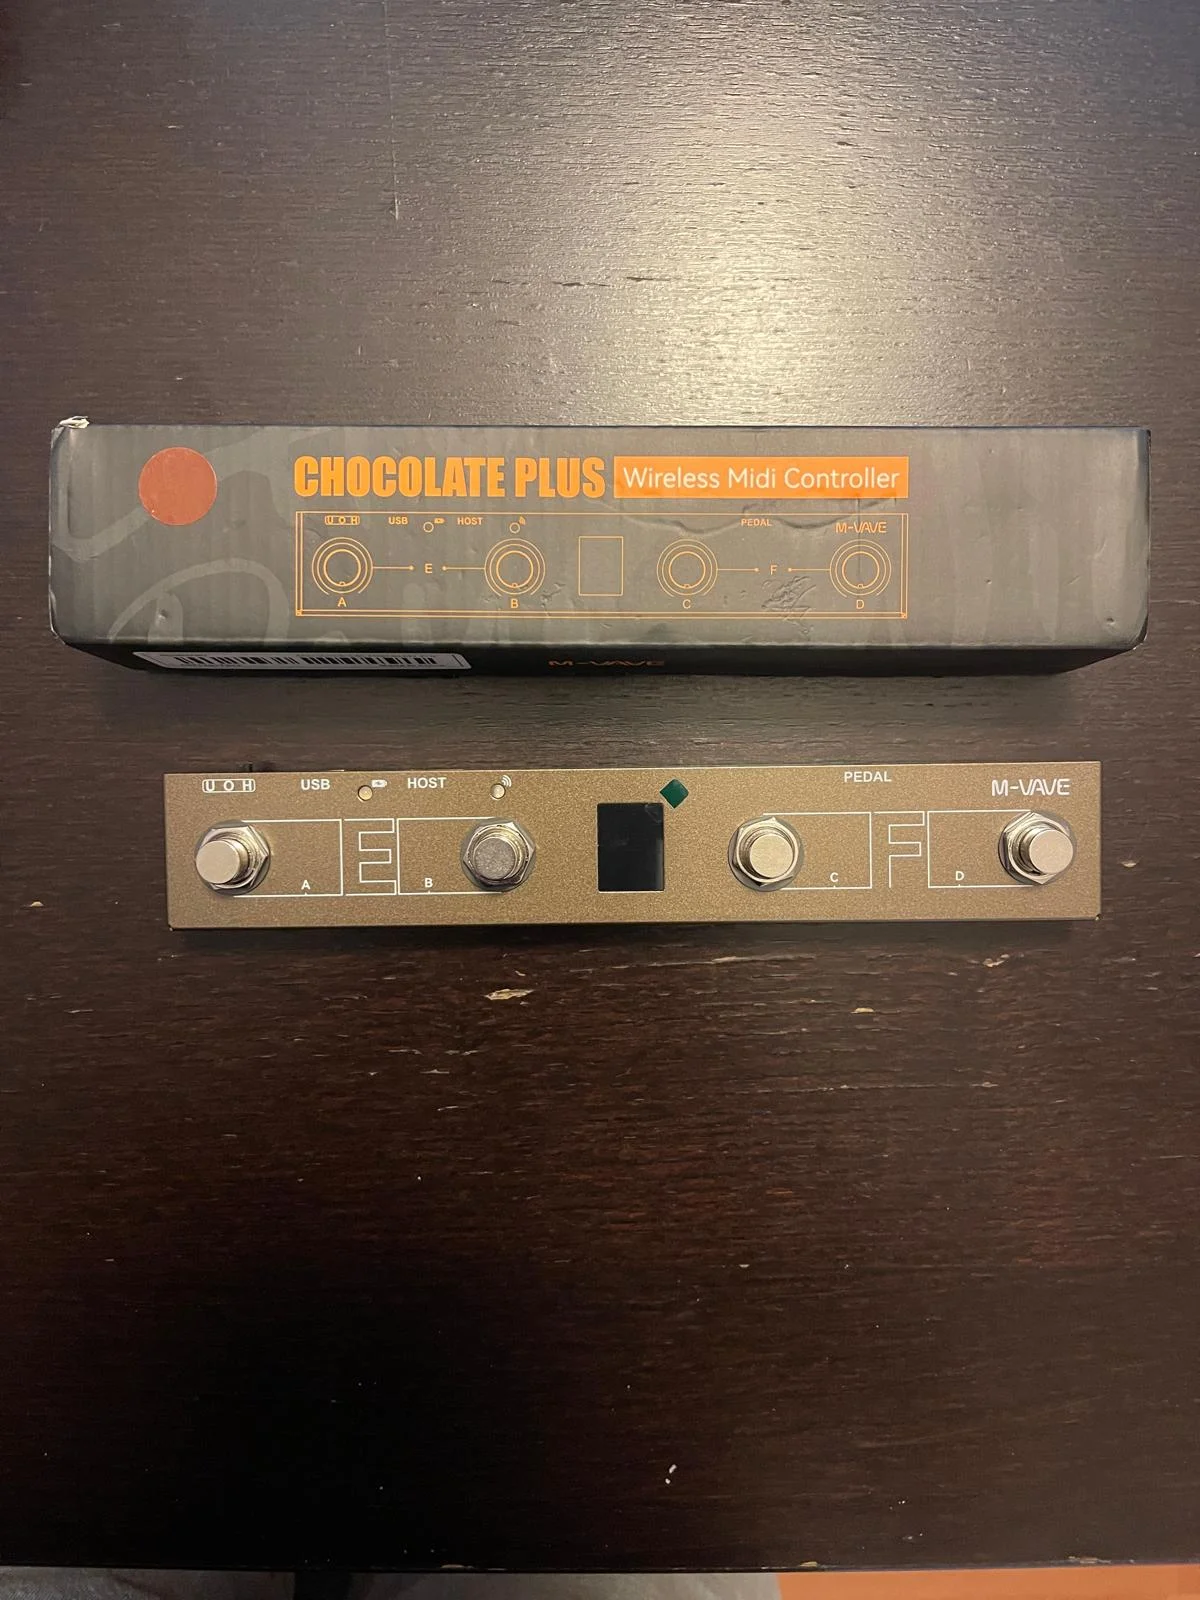 CHOCOLATE PLUS Wireless Midi Controller
U O H USB HOST PEDAL M-VAVE
E F
A B C D
M-VAVE
U O H USB HOST PEDAL M-VAVE
E F
A B C D